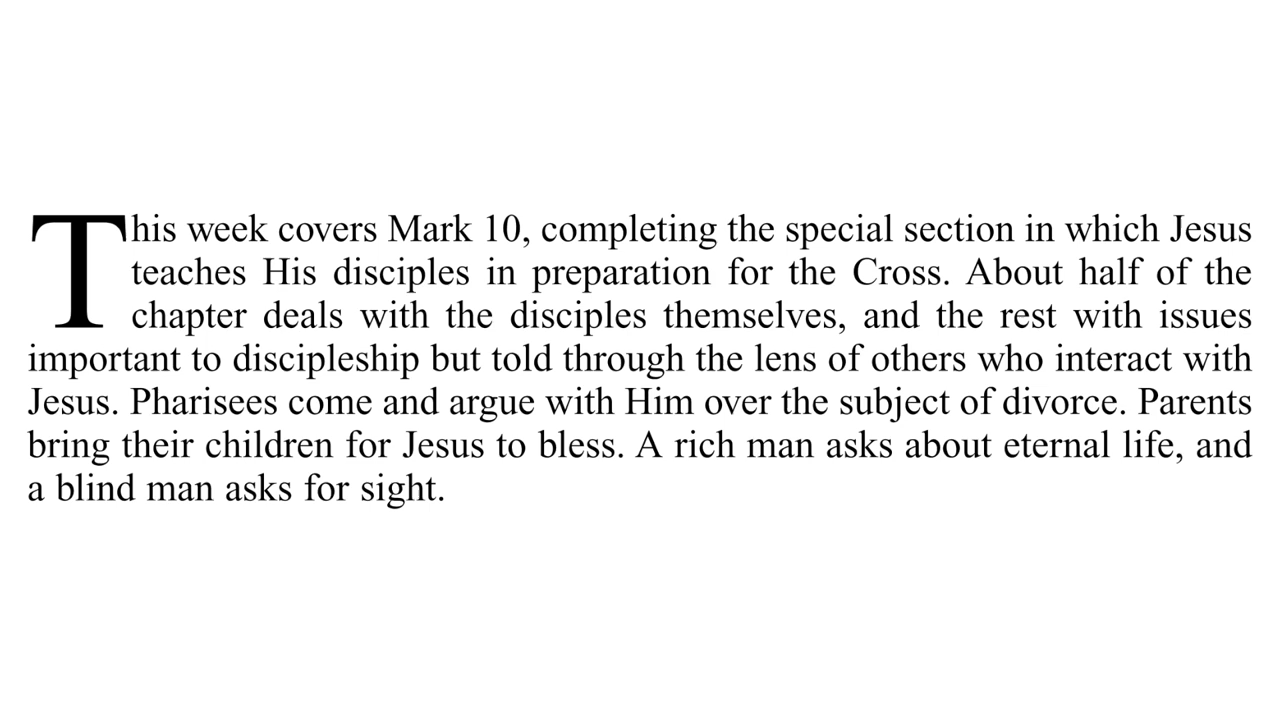 This week covers Mark 10, completing the special section in which Jesus
teaches His disciples in preparation for the Cross. About half of the
chapter deals with the disciples themselves, and the rest with issues
important to discipleship but told through the lens of others who interact with
Jesus. Pharisees come and argue with Him over the subject of divorce. Parents
bring their children for Jesus to bless. A rich man asks about eternal life, and
a blind man asks for sight.